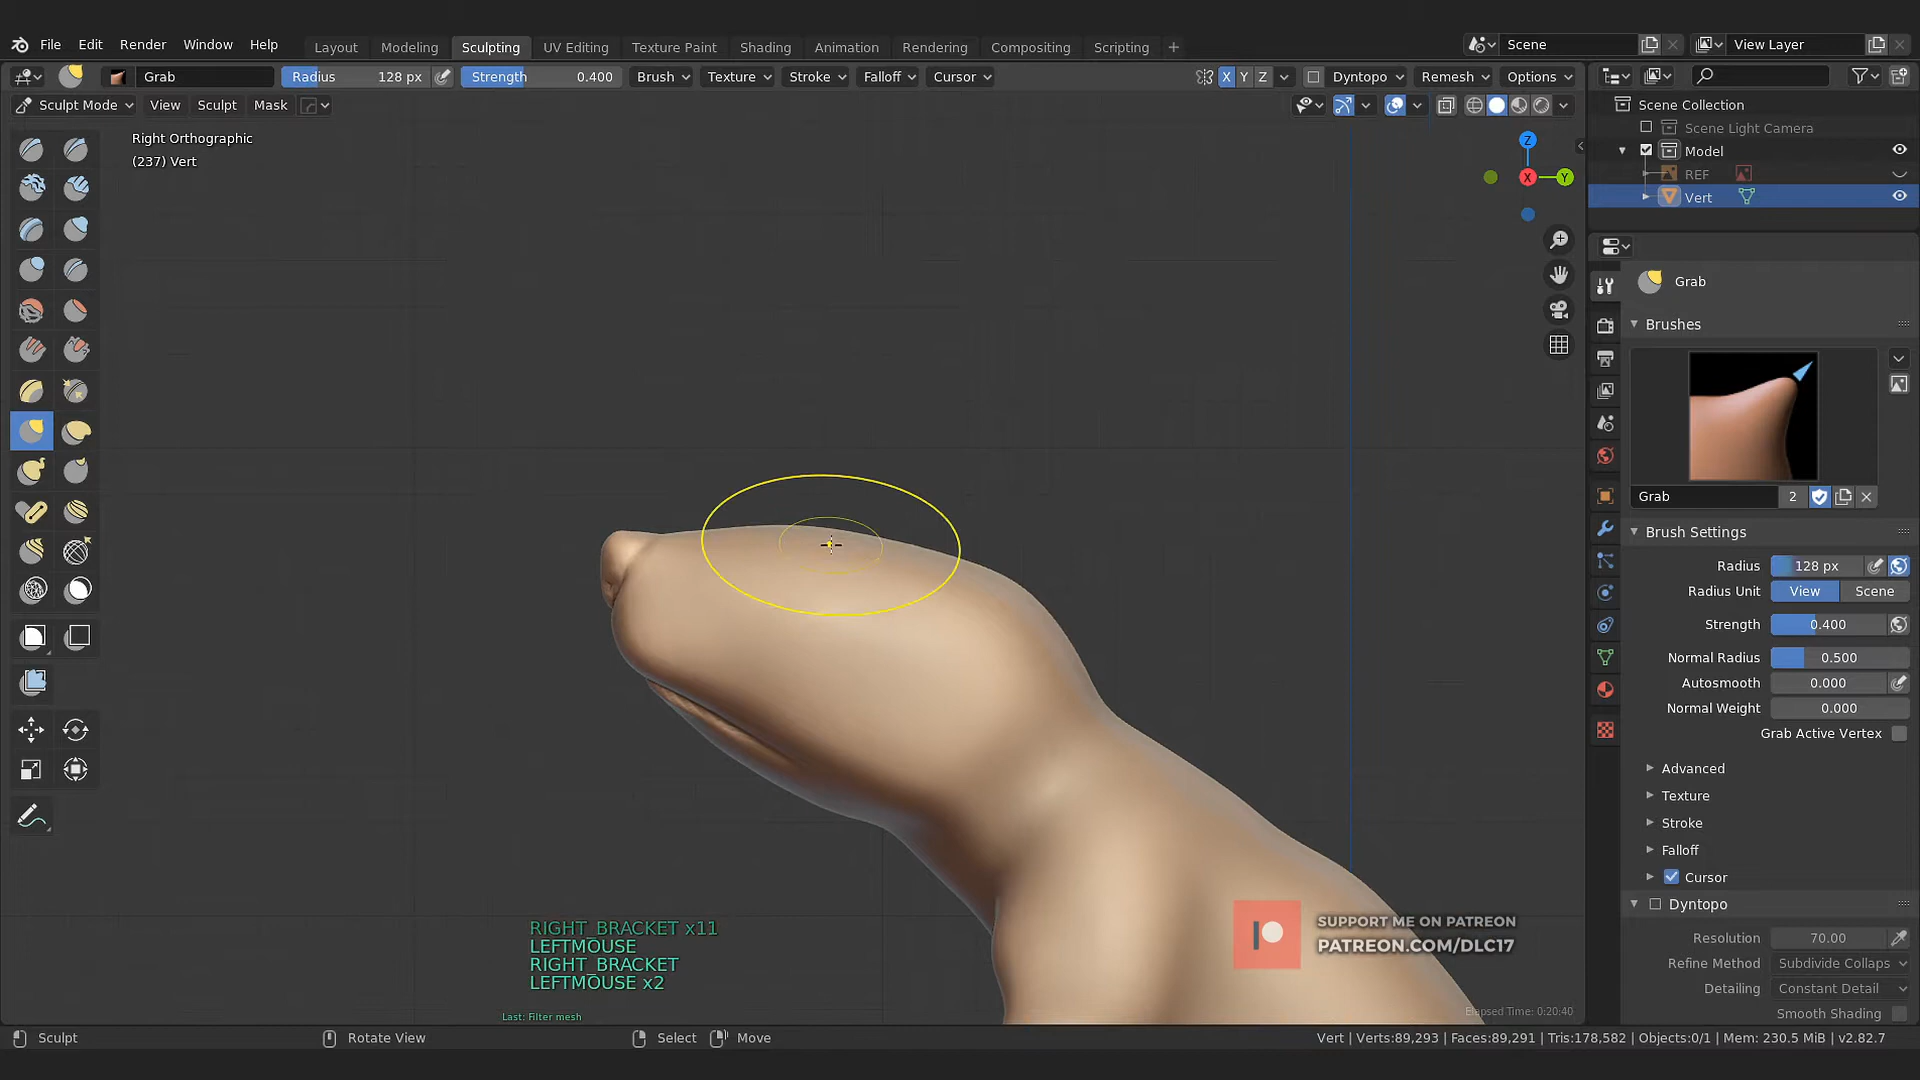 File Edit Render Window Help
Layout Modeling Sculpting UV Editing Texture Paint Shading Animation Rendering Compositing Scripting +
Scene View Layer
Grab Radius 128 px Strength 0.400 Brush Texture Stroke Falloff Cursor
X Y Z Dyntopo Remesh Options
Sculpt Mode View Sculpt Mask
Right Orthographic
(237) Vert
Z
X
Y
Scene Collection
Scene Light Camera
Model
REF
Vert
Grab
Brushes
Grab 2
Brush Settings
Radius 128 px
Radius Unit View Scene
Strength 0.400
Normal Radius 0.500
Autosmooth 0.000
Normal Weight 0.000
Grab Active Vertex
Advanced
Texture
Stroke
Falloff
Cursor
Dyntopo
Resolution 70.00
Refine Method Subdivide Collaps
Detailing Constant Detail
Smooth Shading
RIGHT_BRACKET x11
LEFTMOUSE
RIGHT_BRACKET
LEFTMOUSE x2
Last: Filter mesh
SUPPORT ME ON PATREON
PATREON.COM/DLC17
Elapsed Time: 0:20:40
Sculpt Rotate View Select Move
Vert | Verts:89,293 | Faces:89,291 | Tris:178,582 | Objects:0/1 | Mem: 230.5 MiB | v2.82.7